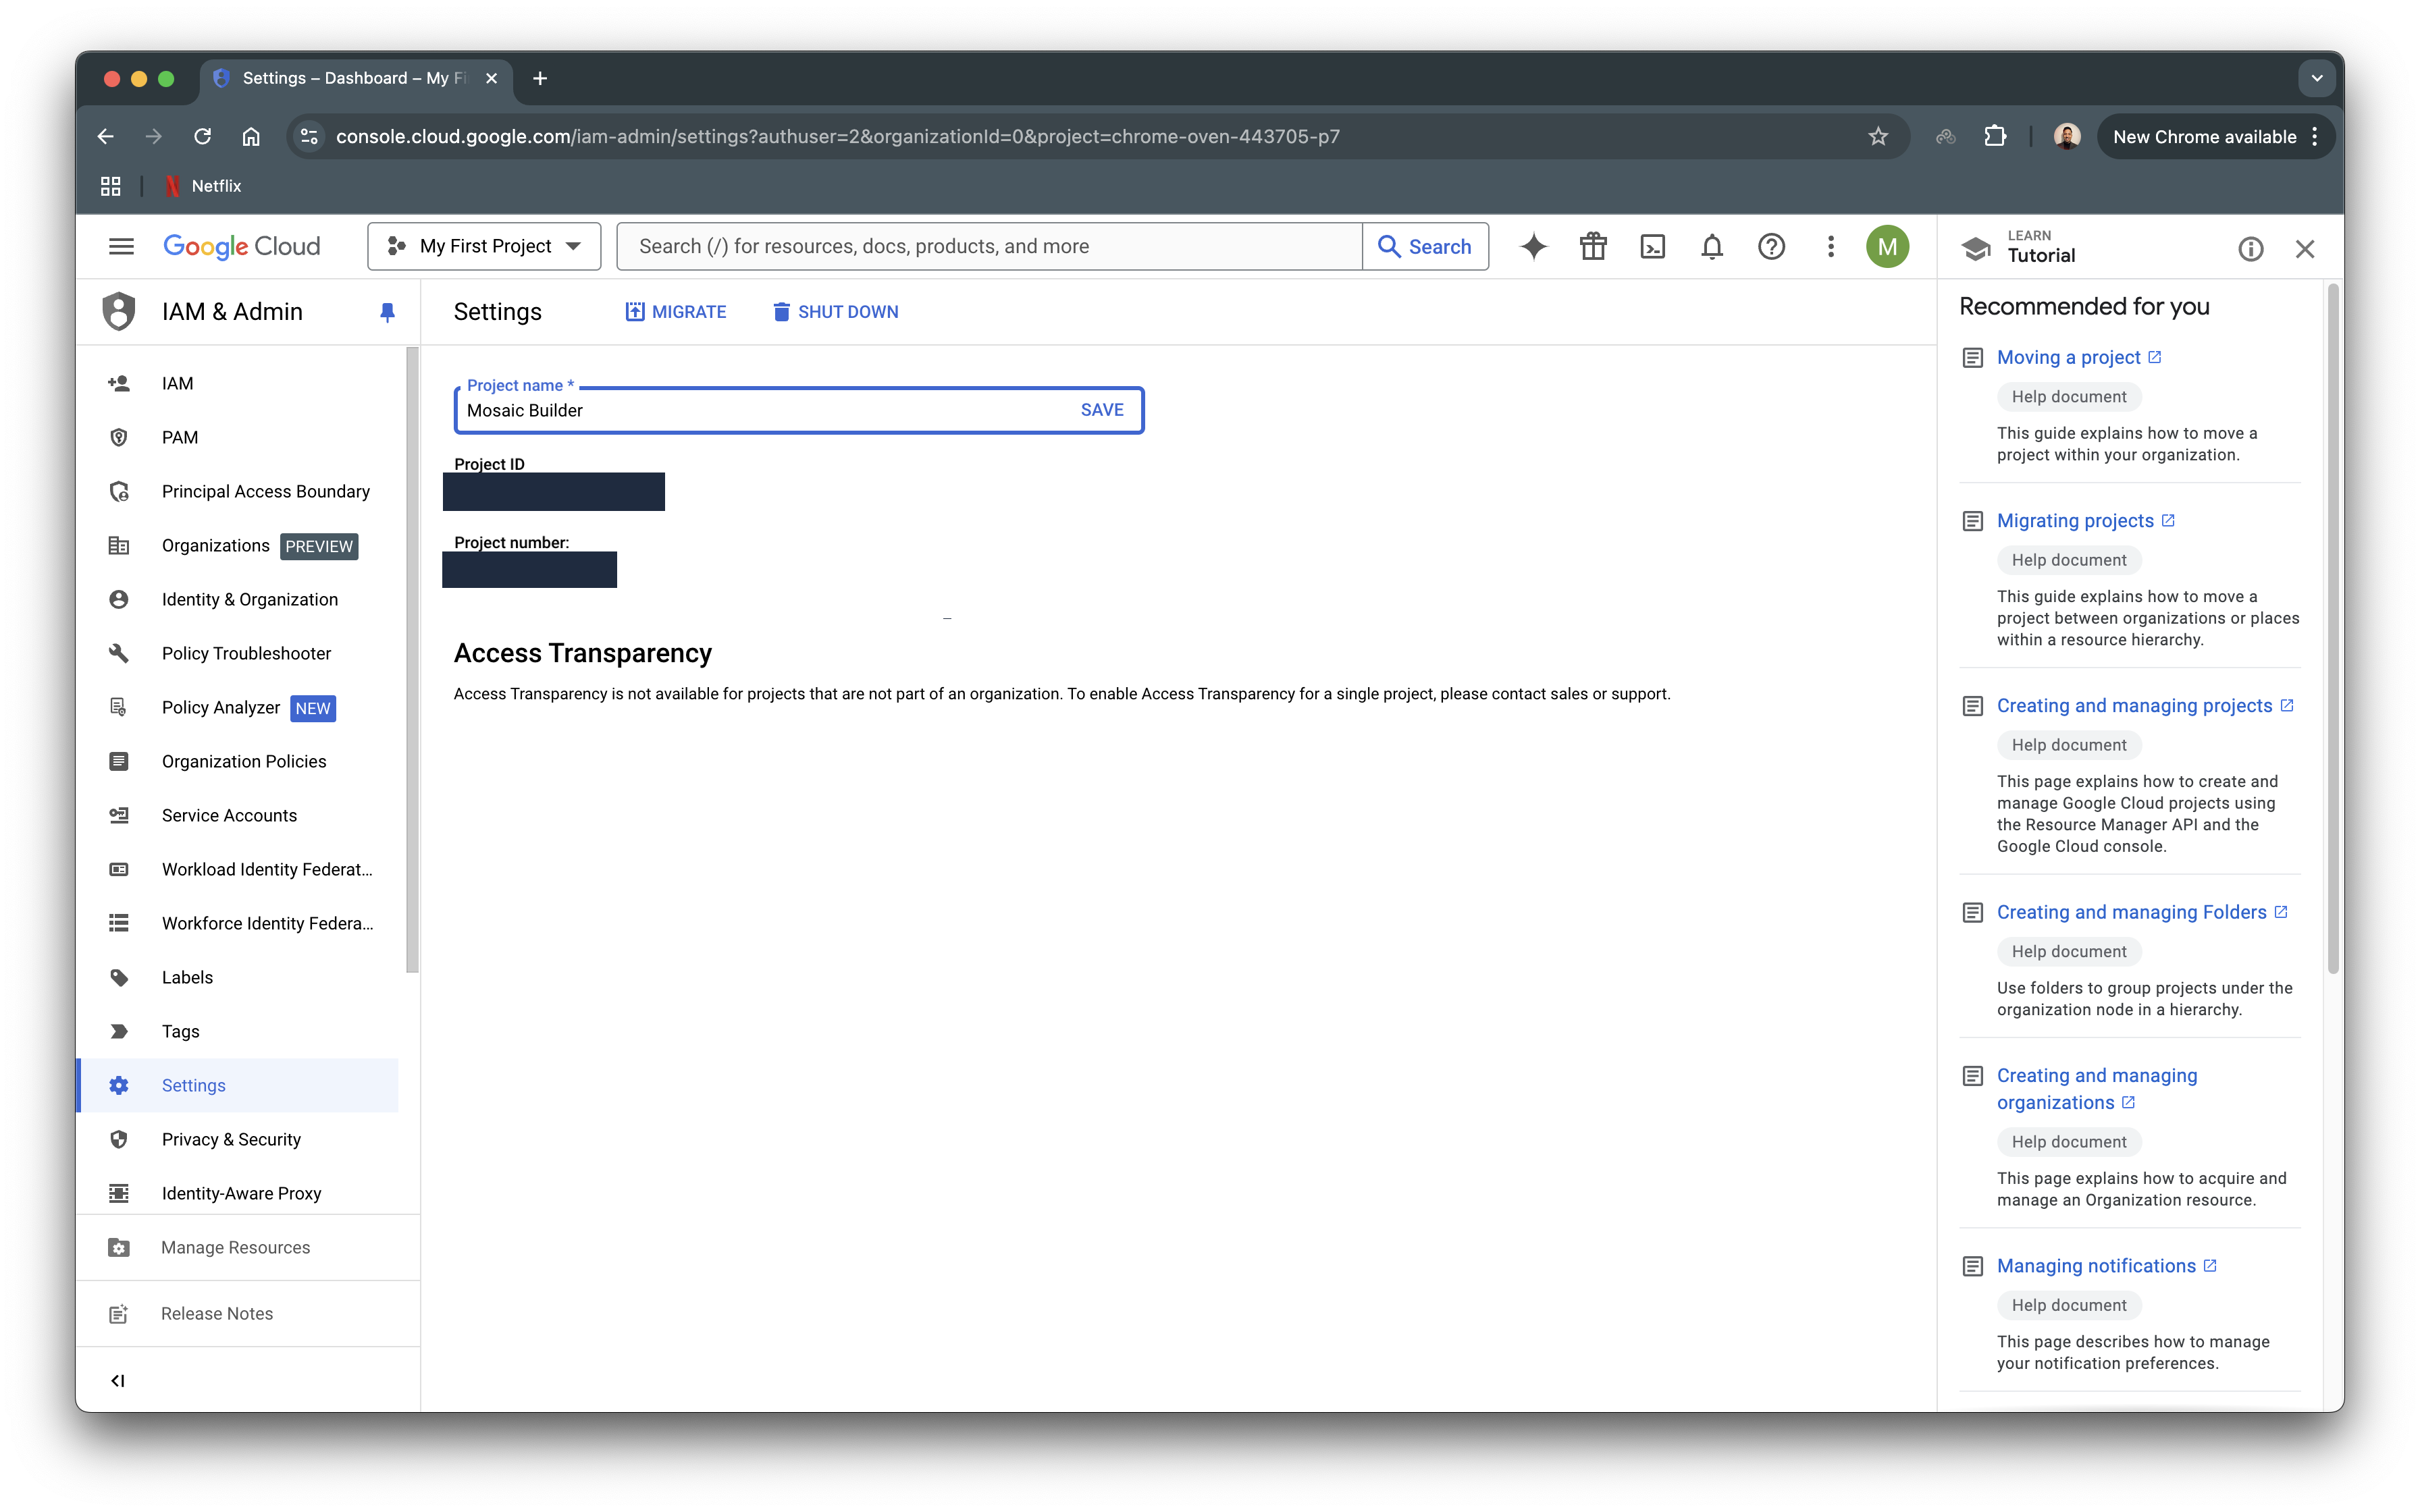 Settings – Dashboard – My Fi
console.cloud.google.com/iam-admin/settings?authuser=2&organizationId=0&project=chrome-oven-443705-p7
New Chrome available
Netflix
Google Cloud
My First Project
Search (/) for resources, docs, products, and more
Search
M
LEARN
Tutorial
IAM & Admin
IAM
PAM
Principal Access Boundary
Organizations PREVIEW
Identity & Organization
Policy Troubleshooter
Policy Analyzer NEW
Organization Policies
Service Accounts
Workload Identity Federat...
Workforce Identity Federa...
Labels
Tags
Settings
Privacy & Security
Identity-Aware Proxy
Manage Resources
Release Notes
Settings
MIGRATE
SHUT DOWN
Project name *
Mosaic Builder
SAVE
Project ID
Project number:
Access Transparency
Access Transparency is not available for projects that are not part of an organization. To enable Access Transparency for a single project, please contact sales or support.
Recommended for you
Moving a project
Help document
This guide explains how to move a
project within your organization.
Migrating projects
Help document
This guide explains how to move a
project between organizations or places
within a resource hierarchy.
Creating and managing projects
Help document
This page explains how to create and
manage Google Cloud projects using
the Resource Manager API and the
Google Cloud console.
Creating and managing Folders
Help document
Use folders to group projects under the
organization node in a hierarchy.
Creating and managing
organizations
Help document
This page explains how to acquire and
manage an Organization resource.
Managing notifications
Help document
This page describes how to manage
your notification preferences.